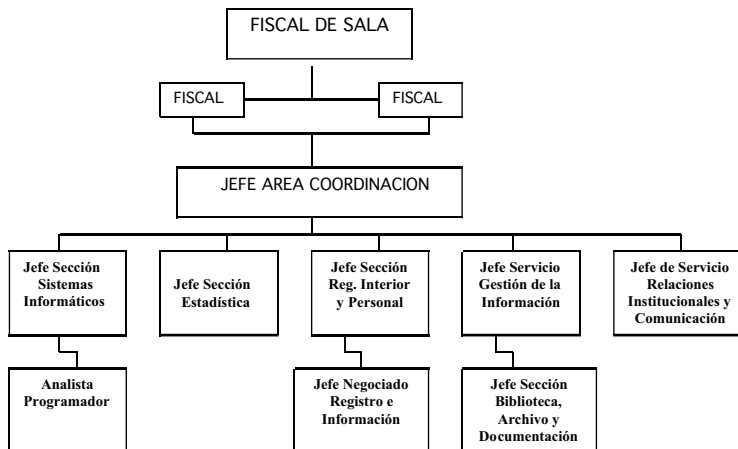 FISCAL DE SALA
FISCAL
FISCAL
JEFE AREA COORDINACION
Jefe Sección
Sistemas
Informáticos
Jefe Sección
Estadística
Jefe Sección
Reg. Interior
y Personal
Jefe Servicio
Gestión de la
Información
Jefe de Servicio
Relaciones
Institucionales y
Comunicación
Analista
Programador
Jefe Negociado
Registro e
Información
Jefe Sección
Biblioteca,
Archivo y
Documentación